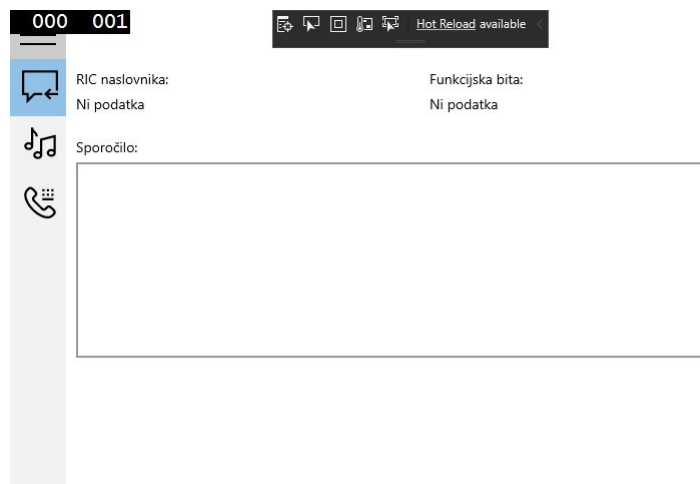 000 001
Hot Reload available
RIC naslovnika:
Funkcijska bita:
Ni podatka
Ni podatka
Sporočilo: